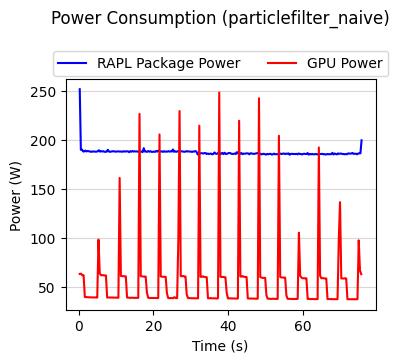 Power Consumption (particlefilter_naive)
RAPL Package Power
GPU Power
250
200
150
100
50
Power (W)
0
20
40
60
Time (s)